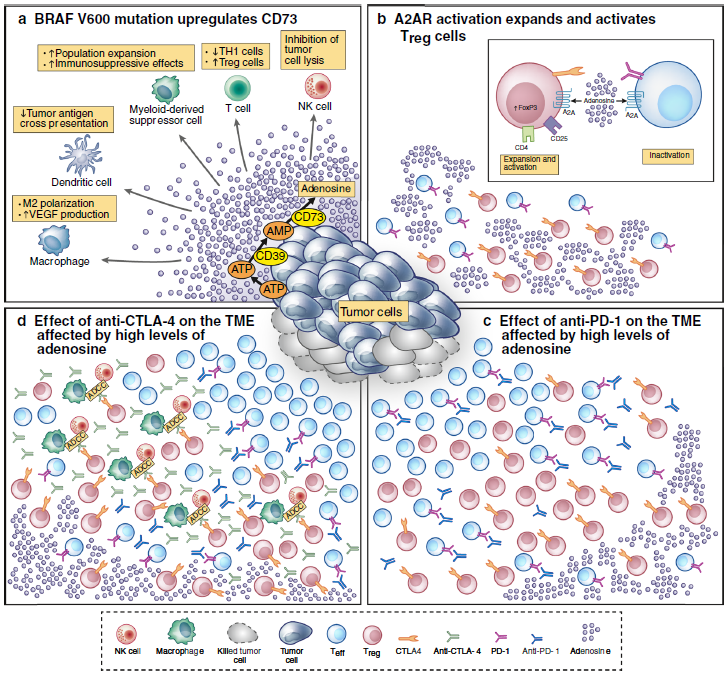 a BRAF V600 mutation upregulates CD73
• ↑Population expansion
• ↑Immunosuppressive effects
• ↓TH1 cells
• ↑Treg cells
Inhibition of
tumor
cell lysis
Myeloid-derived
suppressor cell
T cell
NK cell
↓Tumor antigen
cross presentation
Dendritic cell
• M2 polarization
• ↑VEGF production
Macrophage
Adenosine
CD73
AMP
CD39
ATP
ATP
Tumor cells
b A2AR activation expands and activates
Treg cells
↑FoxP3
Adenosine
A2A
A2A
CD4
CD25
Expansion and
activation
Inactivation
d Effect of anti-CTLA-4 on the TME
affected by high levels of
adenosine
ADCC
ADCC
ADCC
ADCC
ADCC
c Effect of anti-PD-1 on the TME
affected by high levels of
adenosine
NK cell
Macrophage
Killed tumor
cell
Tumor
cell
Teff
Treg
CTLA4
Anti-CTLA-4
PD-1
Anti-PD-1
Adenosine